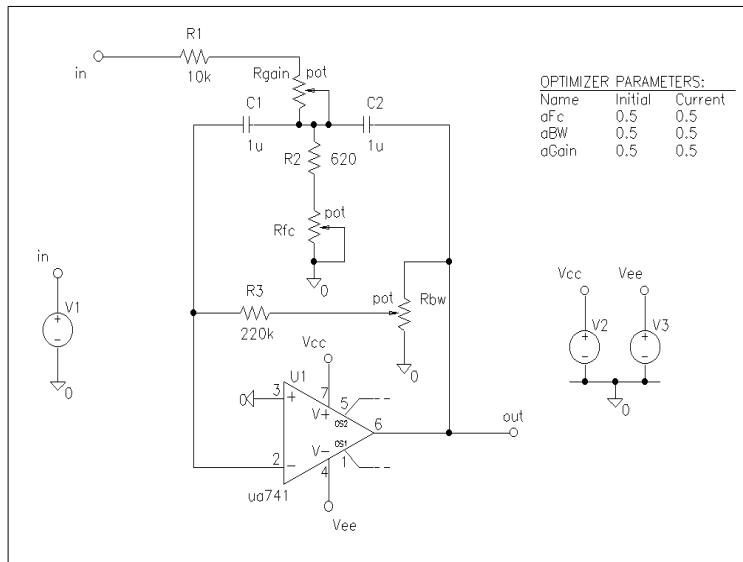 R1
in
10k
Rgain
pot
C1
C2
1u
1u
R2
620
pot
Rfc
0
in
V1
+
-
0
R3
220k
pot
Rbw
0
Vcc
U1
0
3
+
7
V+
5
OS2
6
out
2
-
V-
4
OS1
1
ua741
Vee
OPTIMIZER PARAMETERS:
Name Initial Current
aFc 0.5 0.5
aBW 0.5 0.5
aGain 0.5 0.5
Vcc
Vee
+
-
V2
+
-
V3
0